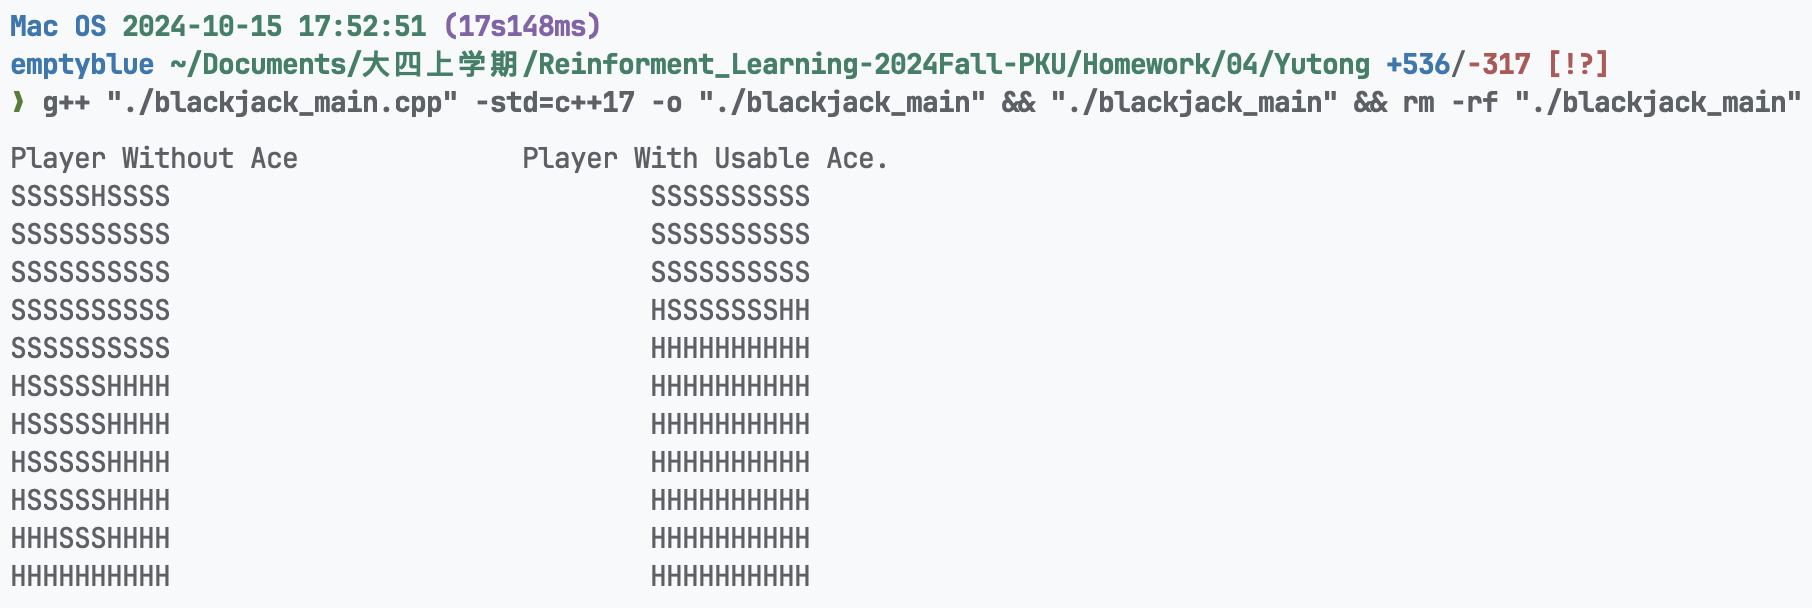 Mac OS 2024-10-15 17:52:51 (17s148ms)
emptyblue ~/Documents/大四上学期/Reinforment_Learning-2024Fall-PKU/Homework/04/Yutong +536/-317 [!?]
❱ g++ "./blackjack_main.cpp" -std=c++17 -o "./blackjack_main" && "./blackjack_main" && rm -rf "./blackjack_main"
Player Without Ace              Player With Usable Ace.
SSSSSHSSSS                              SSSSSSSSSS
SSSSSSSSSS                              SSSSSSSSSS
SSSSSSSSSS                              SSSSSSSSSS
SSSSSSSSSS                              HSSSSSSSHH
SSSSSSSSSS                              HHHHHHHHHH
HSSSSSHHHH                              HHHHHHHHHH
HSSSSSHHHH                              HHHHHHHHHH
HSSSSSHHHH                              HHHHHHHHHH
HSSSSSHHHH                              HHHHHHHHHH
HHHSSSHHHH                              HHHHHHHHHH
HHHHHHHHHH                              HHHHHHHHHH